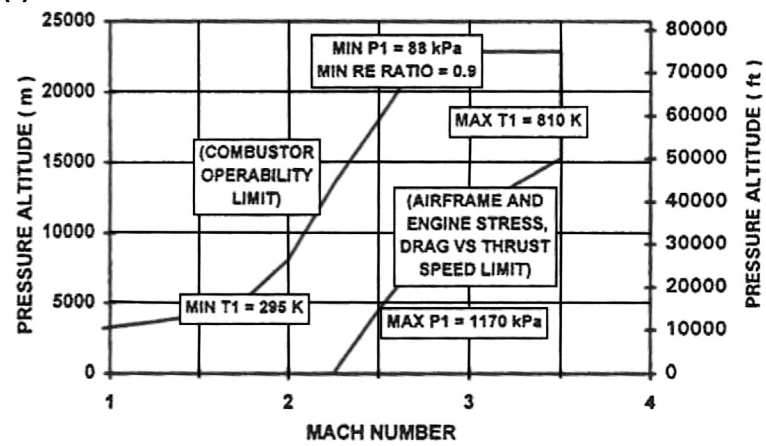 25000
20000
15000
10000
5000
0
PRESSURE ALTITUDE ( m )
MIN P1 = 88 kPa
MIN RE RATIO = 0.9
MAX T1 = 810 K
(COMBUSTOR
OPERABILITY
LIMIT)
(AIRFRAME AND
ENGINE STRESS,
DRAG VS THRUST
SPEED LIMIT)
MIN T1 = 295 K
MAX P1 = 1170 kPa
80000
70000
60000
50000
40000
30000
20000
10000
0
PRESSURE ALTITUDE ( ft )
1
2
3
4
MACH NUMBER